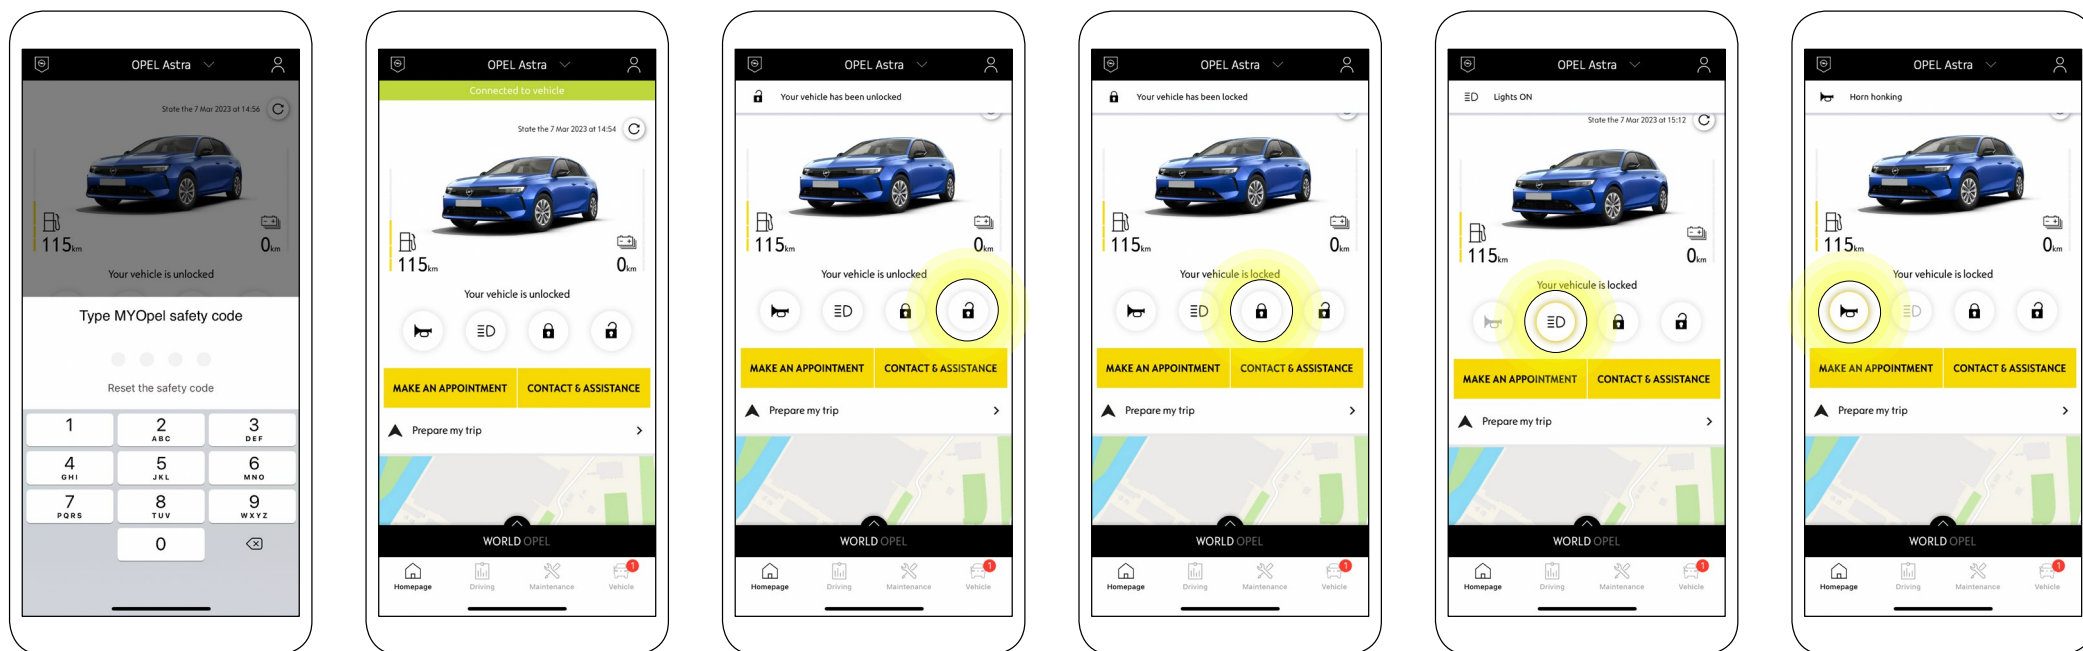 OPEL Astra
State the 7 Mar 2023 at 14:56
115km
0km
Your vehicle is unlocked
Type MYOpel safety code
Reset the safety code
1
2 ABC
3 DEF
4 GHI
5 JKL
6 MNO
7 PQRS
8 TUV
9 WXYZ
0
OPEL Astra
Connected to vehicle
State the 7 Mar 2023 at 14:54
115km
0km
Your vehicle is unlocked
MAKE AN APPOINTMENT
CONTACT & ASSISTANCE
Prepare my trip
WORLD OPEL
1
Homepage Driving Maintenance Vehicle
OPEL Astra
Your vehicle has been unlocked
115km
0km
Your vehicle is unlocked
MAKE AN APPOINTMENT
CONTACT & ASSISTANCE
Prepare my trip
WORLD OPEL
1
Homepage Driving Maintenance Vehicle
OPEL Astra
Your vehicle has been locked
115km
0km
Your vehicule is locked
MAKE AN APPOINTMENT
CONTACT & ASSISTANCE
Prepare my trip
WORLD OPEL
1
Homepage Driving Maintenance Vehicle
OPEL Astra
Lights ON
State the 7 Mar 2023 at 15:12
115km
0km
Your vehicule is locked
MAKE AN APPOINTMENT
CONTACT & ASSISTANCE
Prepare my trip
WORLD OPEL
1
Homepage Driving Maintenance Vehicle
OPEL Astra
Horn honking
115km
0km
Your vehicule is locked
MAKE AN APPOINTMENT
CONTACT & ASSISTANCE
Prepare my trip
WORLD OPEL
1
Homepage Driving Maintenance Vehicle